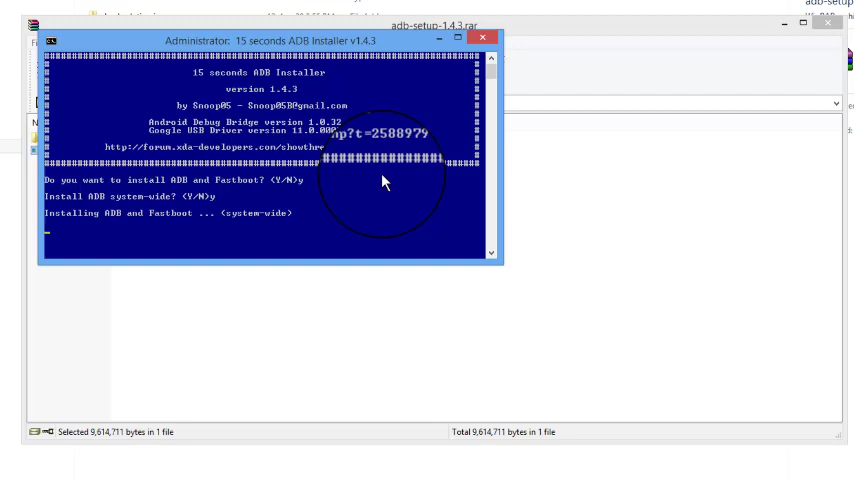 adb-setup
adb-setup-1.4.3.rar
Administrator: 15 seconds ADB Installer v1.4.3
15 seconds ADB Installer
version 1.4.3
by Snoop05 - Snoop05B@gmail.com
Android Debug Bridge version 1.0.32
Google USB Driver version 11.0.00
http://forum.xda-developers.com/showthre
hp?t=2588979
Do you want to install ADB and Fastboot? (Y/N)y
Install ADB system-wide? (Y/N)y
Installing ADB and Fastboot ... (system-wide)
Selected 9,614,711 bytes in 1 file
Total 9,614,711 bytes in 1 file